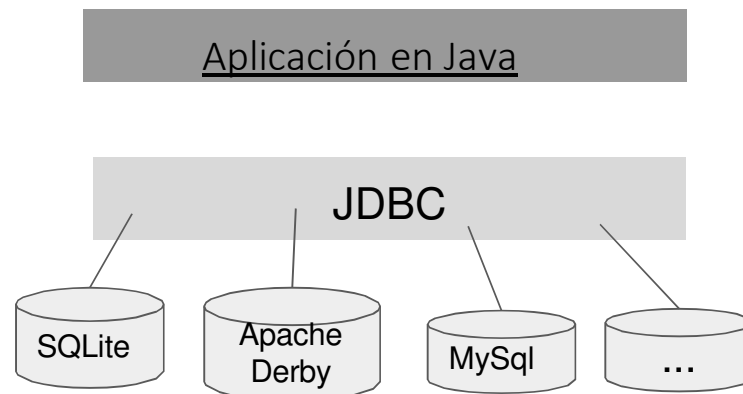 Aplicación en Java
JDBC
SQLite
Apache
Derby
MySql
...